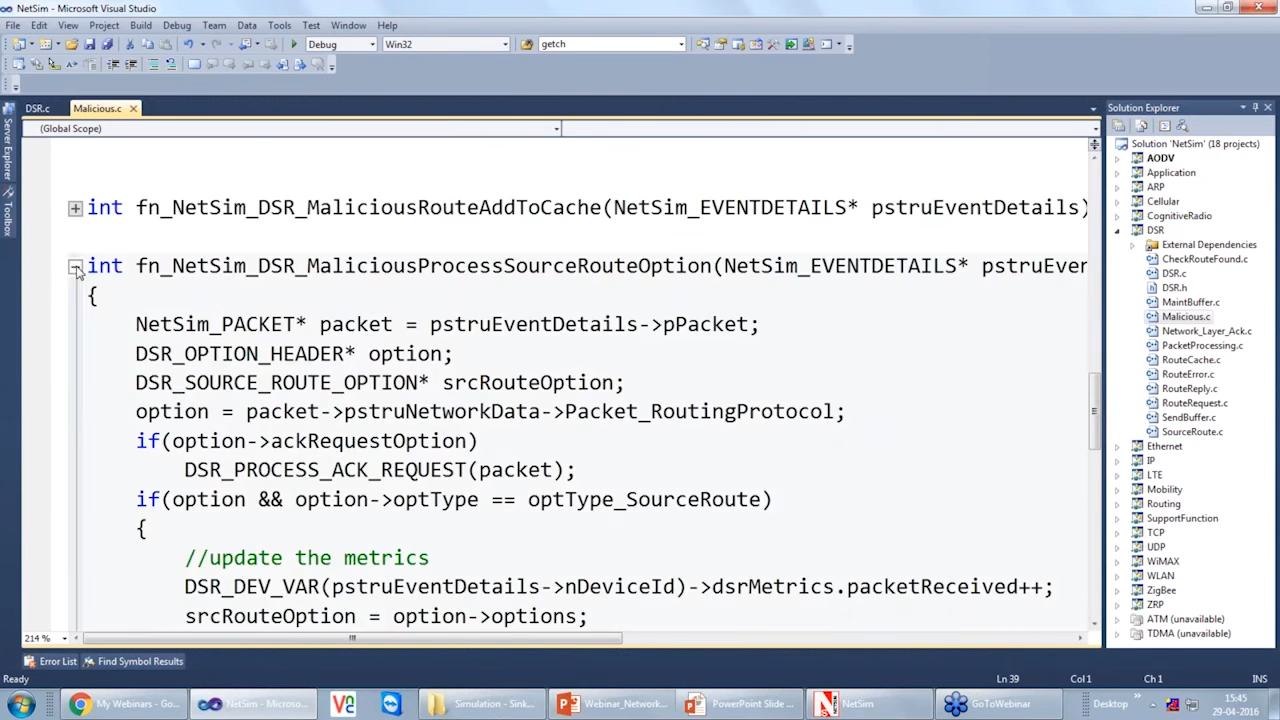 NetSim - Microsoft Visual Studio
File Edit View Project Build Debug Team Data Tools Test Window Help
Debug Win32 getch
DSR.c Malicious.c
(Global Scope)
Server Explorer
Toolbox
int fn_NetSim_DSR_MaliciousRouteAddToCache(NetSim_EVENTDETAILS* pstruEventDetails)
int fn_NetSim_DSR_MaliciousProcessSourceRouteOption(NetSim_EVENTDETAILS* pstruEven
{
NetSim_PACKET* packet = pstruEventDetails->pPacket;
DSR_OPTION_HEADER* option;
DSR_SOURCE_ROUTE_OPTION* srcRouteOption;
option = packet->pstruNetworkData->Packet_RoutingProtocol;
if(option->ackRequestOption)
DSR_PROCESS_ACK_REQUEST(packet);
if(option && option->optType == optType_SourceRoute)
{
//update the metrics
DSR_DEV_VAR(pstruEventDetails->nDeviceId)->dsrMetrics.packetReceived++;
srcRouteOption = option->options;
214 %
Solution Explorer
Solution 'NetSim' (18 projects)
AODV
Application
ARP
Cellular
CognitiveRadio
DSR
External Dependencies
CheckRouteFound.c
DSR.c
DSR.h
MaintBuffer.c
Malicious.c
Network_Layer_Ack.c
PacketProcessing.c
RouteCache.c
RouteError.c
RouteReply.c
RouteRequest.c
SendBuffer.c
SourceRoute.c
Ethernet
IP
LTE
Mobility
Routing
SupportFunction
TCP
UDP
WiMAX
WLAN
ZigBee
ZRP
ATM (unavailable)
TDMA (unavailable)
Error List Find Symbol Results
Ready Ln 39 Col 1 Ch 1 INS
My Webinars - Go... NetSim - Microso... Simulation - Sink... Webinar_Network... PowerPoint Slide ... NetSim GoToWebinar Desktop 15:45
29-04-2016